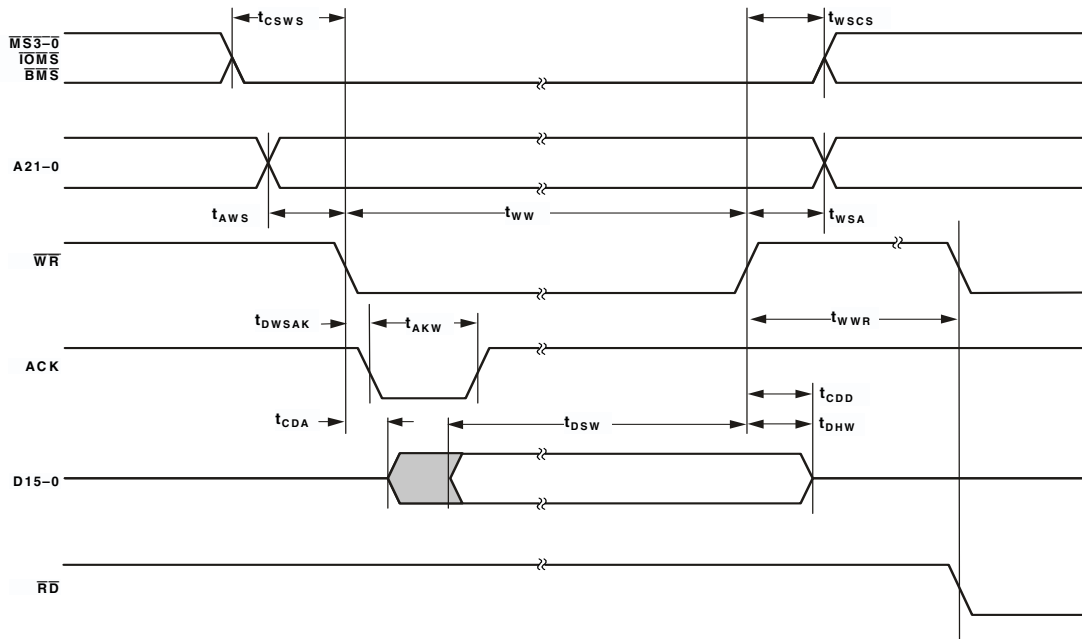 tCSWS
tWSCS
MS3–0
IOMS
BMS
A21–0
tAWS
tWW
tWSA
WR
tDWSAK
tAKW
tWWR
ACK
tCDD
tCDA
tDSW
tDHW
D15–0
RD